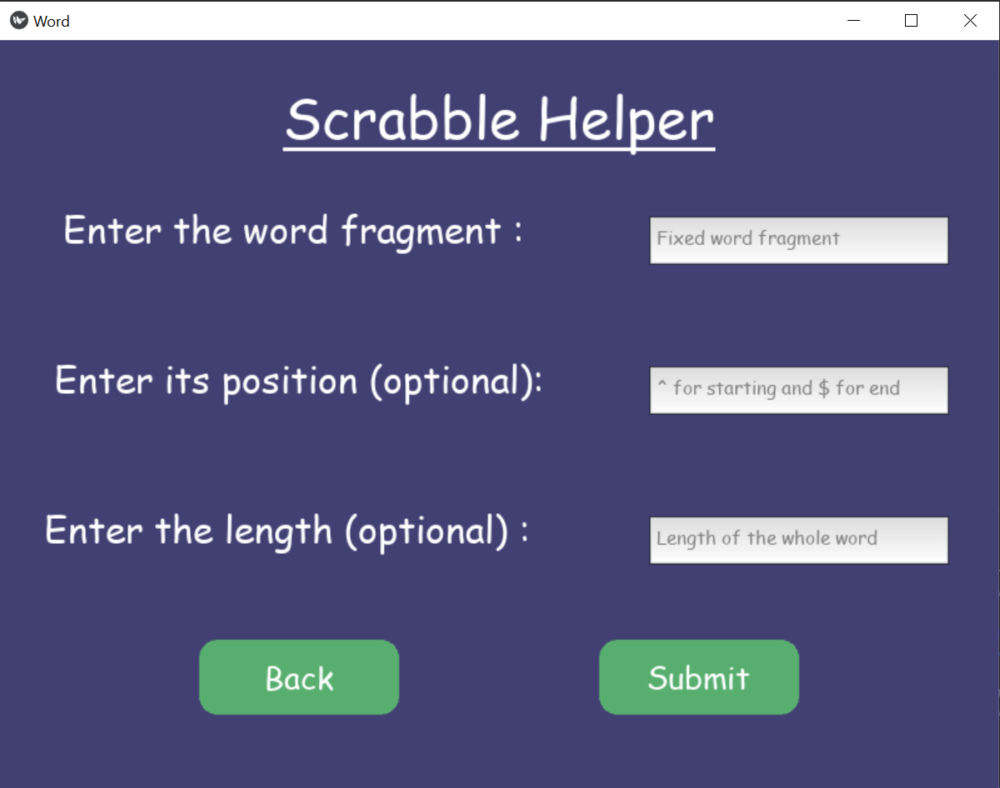 Word
Scrabble Helper
Enter the word fragment :
Fixed word fragment
Enter its position (optional):
^ for starting and $ for end
Enter the length (optional) :
Length of the whole word
Back
Submit